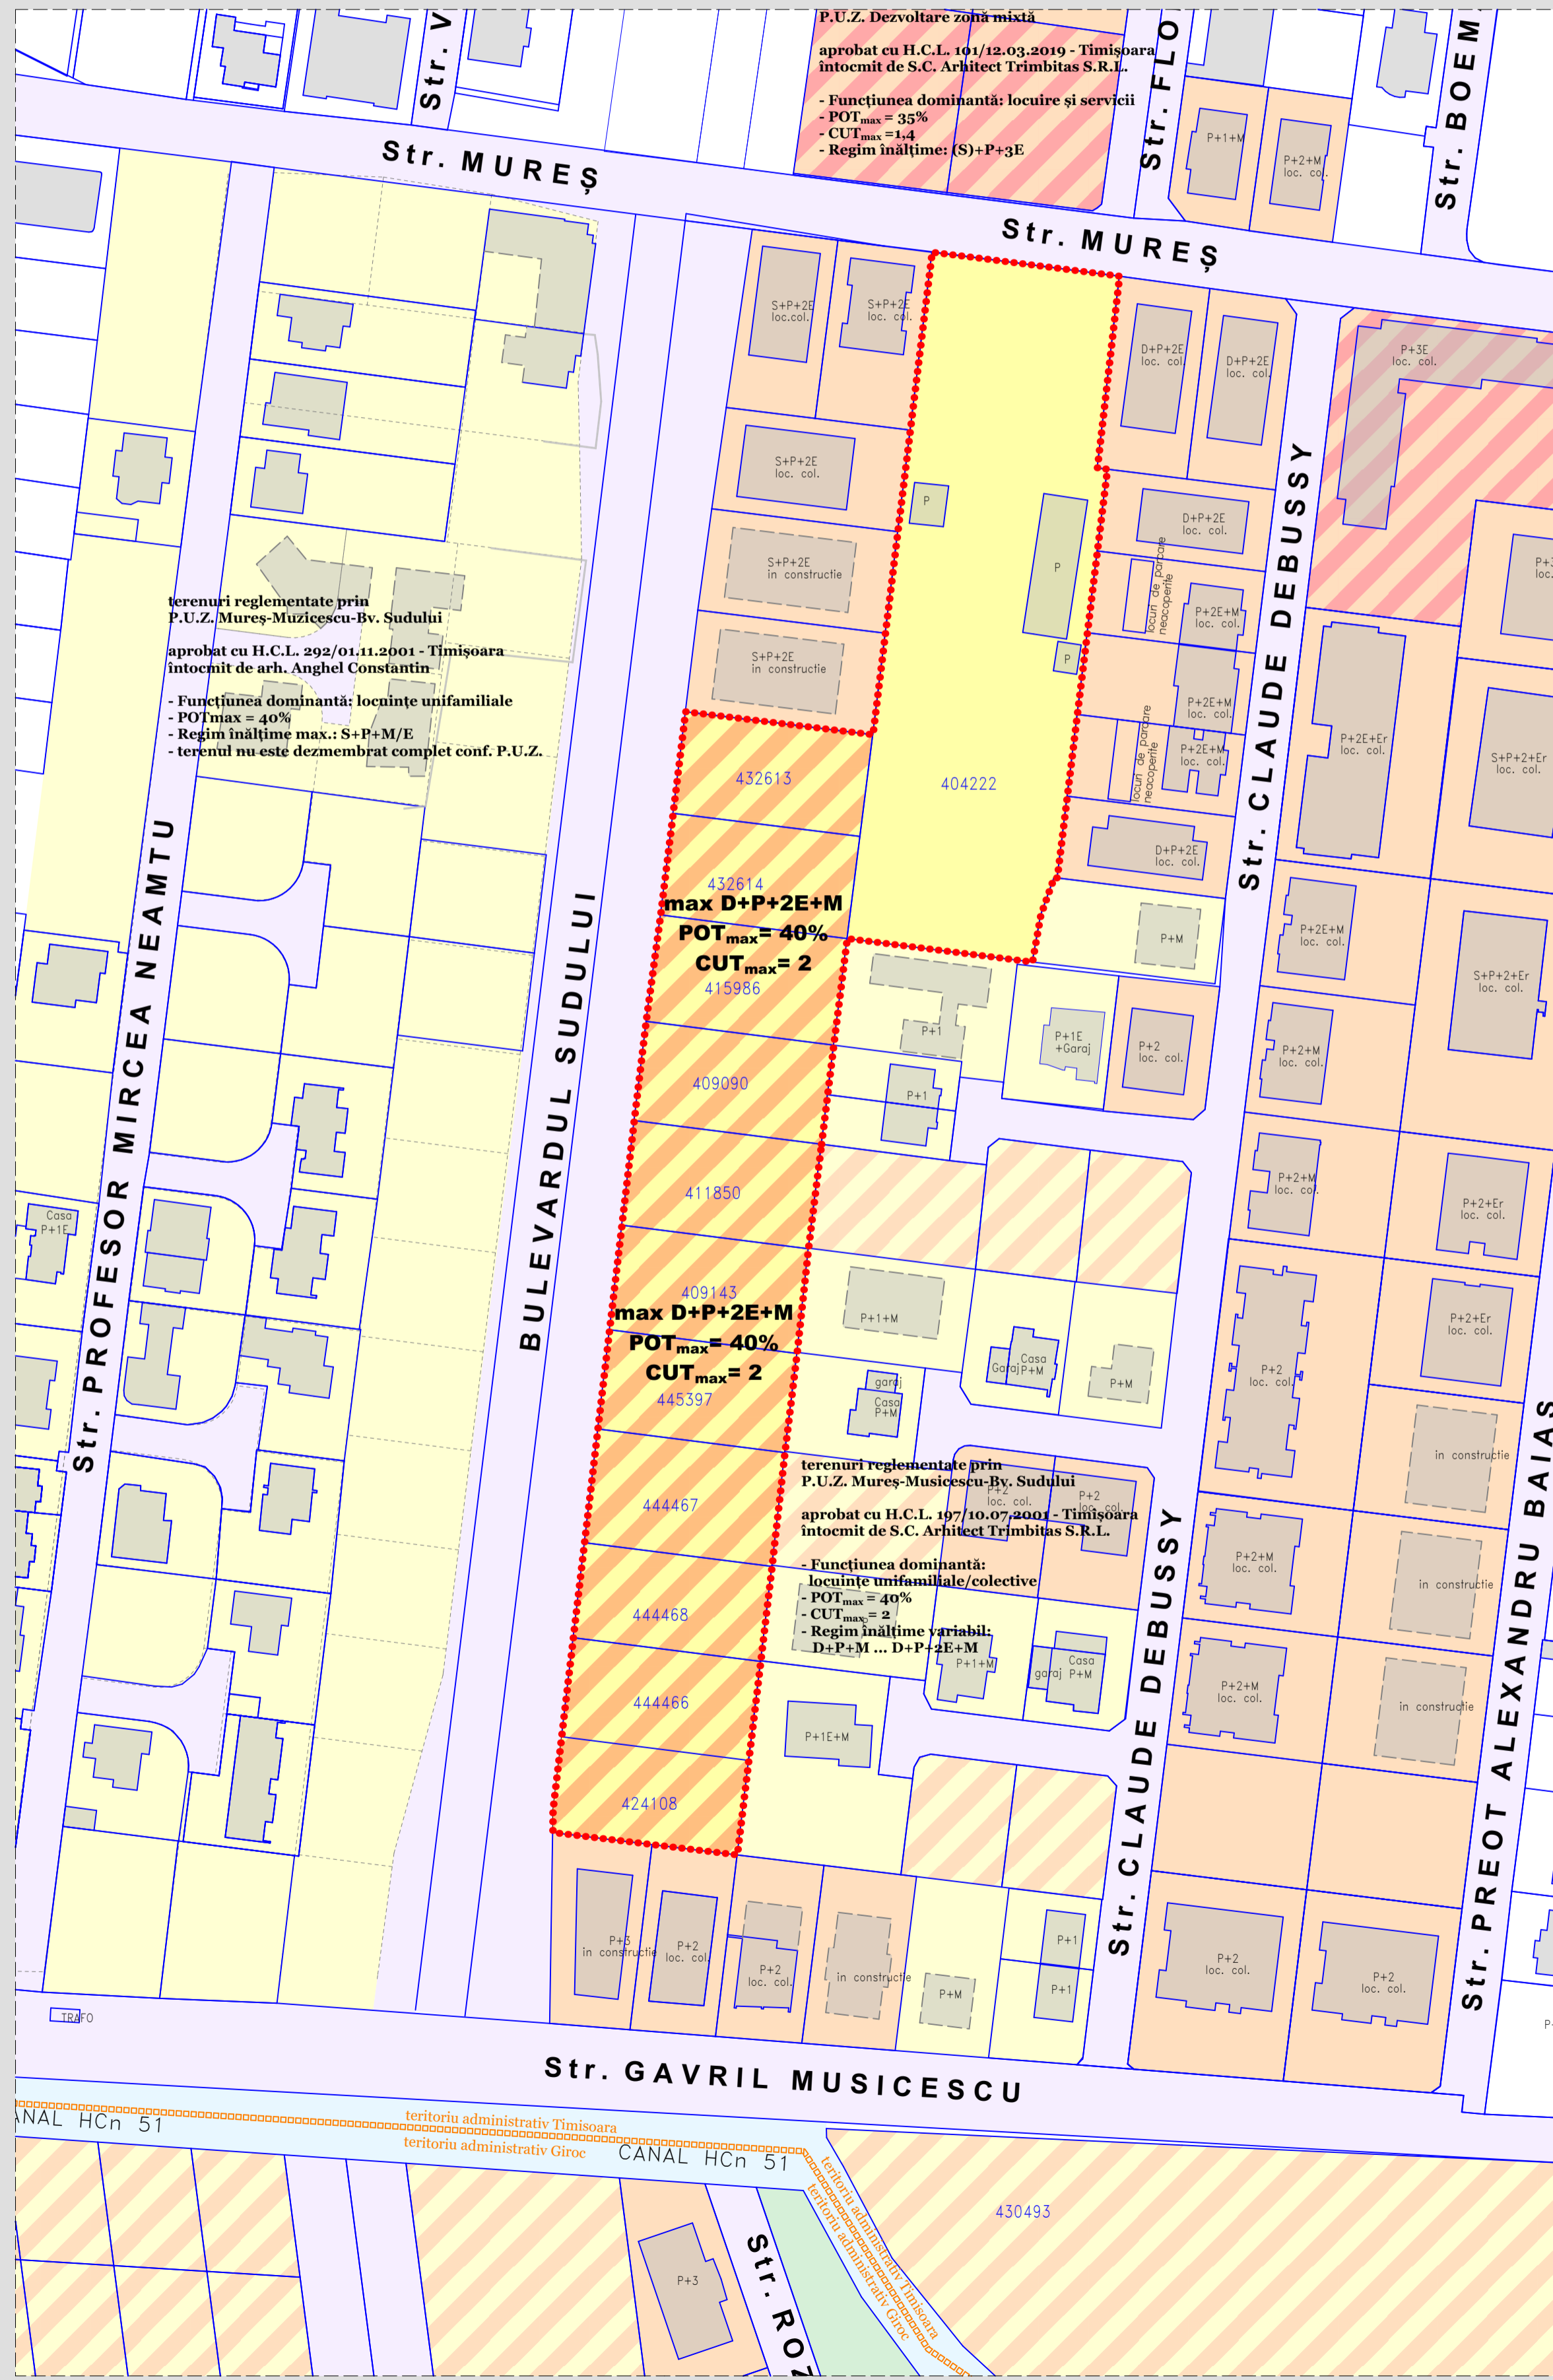 P.U.Z. Dezvoltare zonă mixtă
aprobat cu H.C.L. 101/12.03.2019 - Timișoara
întocmit de S.C. Arhitect Trimbitas S.R.L.
- Funcțiunea dominantă: locuire și servicii
- POTmax = 35%
- CUTmax =1,4
- Regim înălțime: (S)+P+3E
Str. V
Str. FLO
Str. BOEM
P+1+M
P+2+M
loc. col.
Str. MUREȘ
Str. MUREȘ
S+P+2E
loc.col.
S+P+2E
loc. col.
D+P+2E
loc. col.
D+P+2E
loc. col.
P+3E
loc. col.
S+P+2E
loc. col.
P
D+P+2E
loc. col.
S+P+2E
in constructie
P
locuri de parcare
neacoperite
P+2E+M
loc. col.
loc.
S+P+2E
in constructie
P
P+2E+M
loc. col.
locuri de parcare
neacoperite
P+2E+M
loc. col.
P+2E+Er
loc. col.
S+P+2+Er
loc. col.
terenuri reglementate prin
P.U.Z. Mureș-Muzicescu-Bv. Sudului
aprobat cu H.C.L. 292/01.11.2001 - Timișoara
întocmit de arh. Anghel Constantin
- Funcțiunea dominantă: locuințe unifamiliale
- POTmax = 40%
- Regim înălțime max.: S+P+M/E
- terenul nu este dezmembrat complet conf. P.U.Z.
Str. CLAUDE DEBUSSY
432613
404222
D+P+2E
loc. col.
432614
max D+P+2E+M
POTmax= 40%
CUTmax= 2
415986
P+M
P+2E+M
loc. col.
S+P+2+Er
loc. col.
P+1
P+1E
+Garaj
P+2
loc. col.
P+2+M
loc. col.
409090
P+1
Str. PROFESOR MIRCEA NEAMTU
BULEVARDUL SUDULUI
411850
P+2+M
loc. col.
P+2+Er
loc. col.
Casa
P+1E
409143
max D+P+2E+M
POTmax= 40%
CUTmax= 2
445397
P+1+M
Garaj
Casa
P+M
P+M
garaj
Casa
P+M
P+2
loc. col.
P+2+Er
loc. col.
in constructie
444467
terenuri reglementate prin
P.U.Z. Mureș-Musicescu-Bv. Sudului
aprobat cu H.C.L. 197/10.07.2001 - Timișoara
întocmit de S.C. Arhitect Trimbitas S.R.L.
- Funcțiunea dominantă:
locuințe unifamiliale/colective
- POTmax = 40%
- CUTmax = 2
- Regim înălțime variabil:
D+P+M ... D+P+2E+M
P+2
loc. col.
P+2
loc. col.
P+2+M
loc. col.
in constructie
444468
P+1+M
garaj
Casa
P+M
P+2+M
loc. col.
in constructie
444466
P+1E+M
424108
Str. CLAUDE DEBUSSY
Str. PREOT ALEXANDRU BAIAS
P+3
in constructie
P+2
loc. col.
P+2
loc. col.
in constructie
P+M
P+1
P+1
P+2
loc. col.
P+2
loc. col.
TRAFO
Str. GAVRIL MUSICESCU
ANAL HCn 51
teritoriu administrativ Timisoara
teritoriu administrativ Giroc
CANAL HCn 51
teritoriu administrativ Timisoara
teritoriu administrativ Giroc
430493
P+3
Str. ROZ